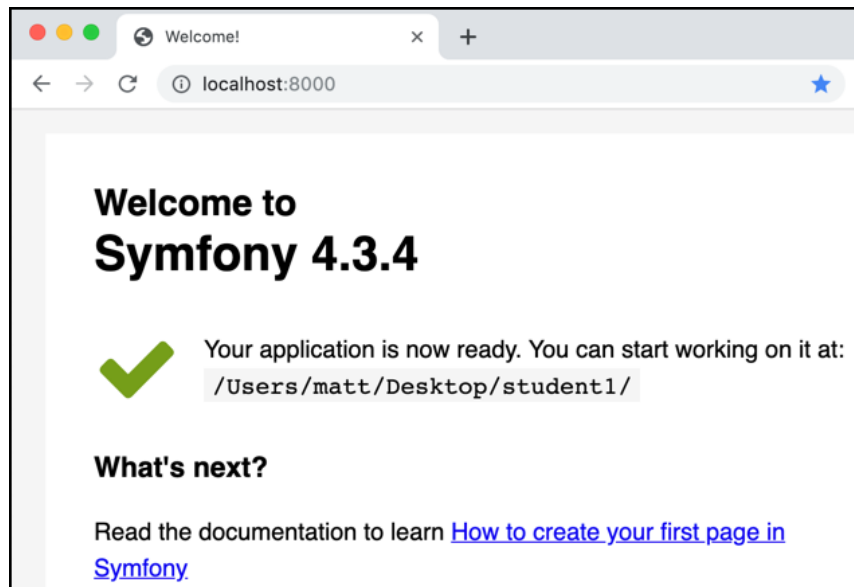 Welcome!
localhost:8000
Welcome to
Symfony 4.3.4
Your application is now ready. You can start working on it at:
/Users/matt/Desktop/student1/
What's next?
Read the documentation to learn How to create your first page in
Symfony